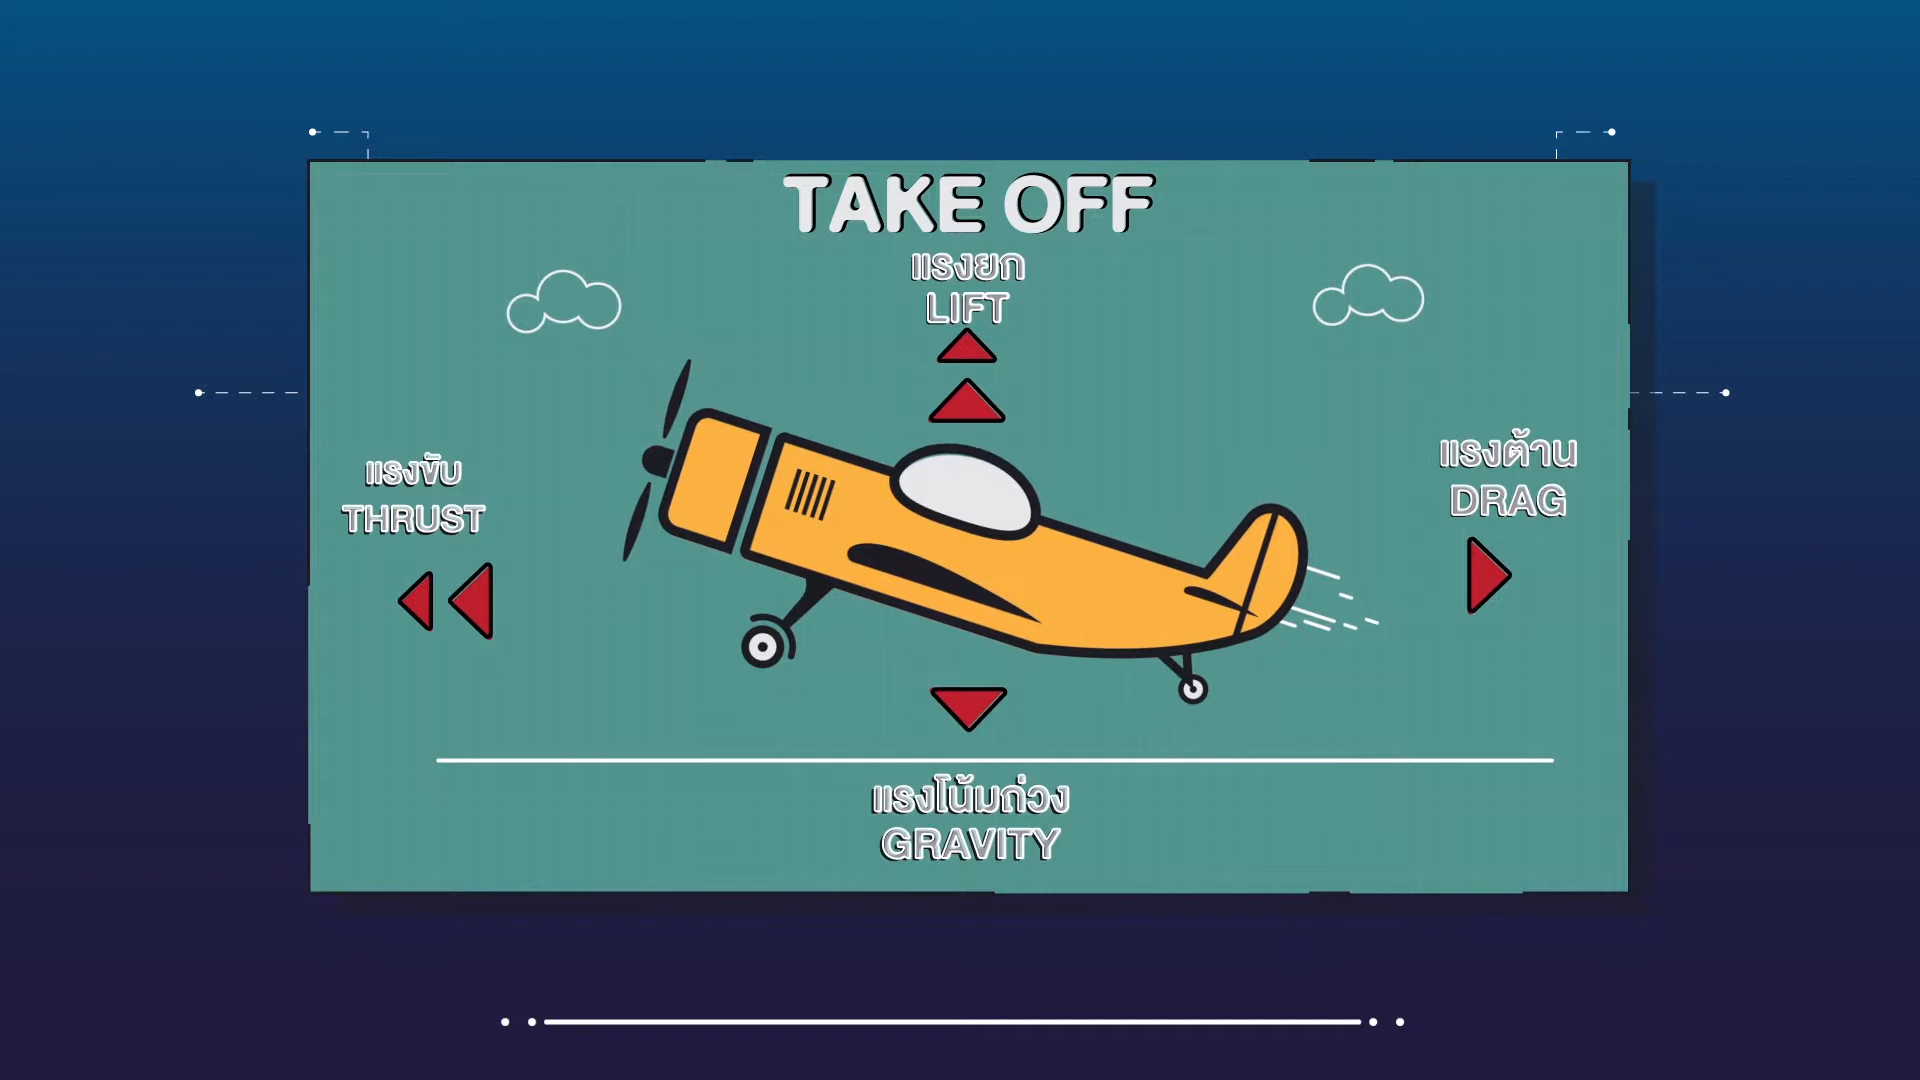 TAKE OFF
แรงยก
LIFT
แรงขับ
THRUST
แรงต้าน
DRAG
แรงโน้มถ่วง
GRAVITY